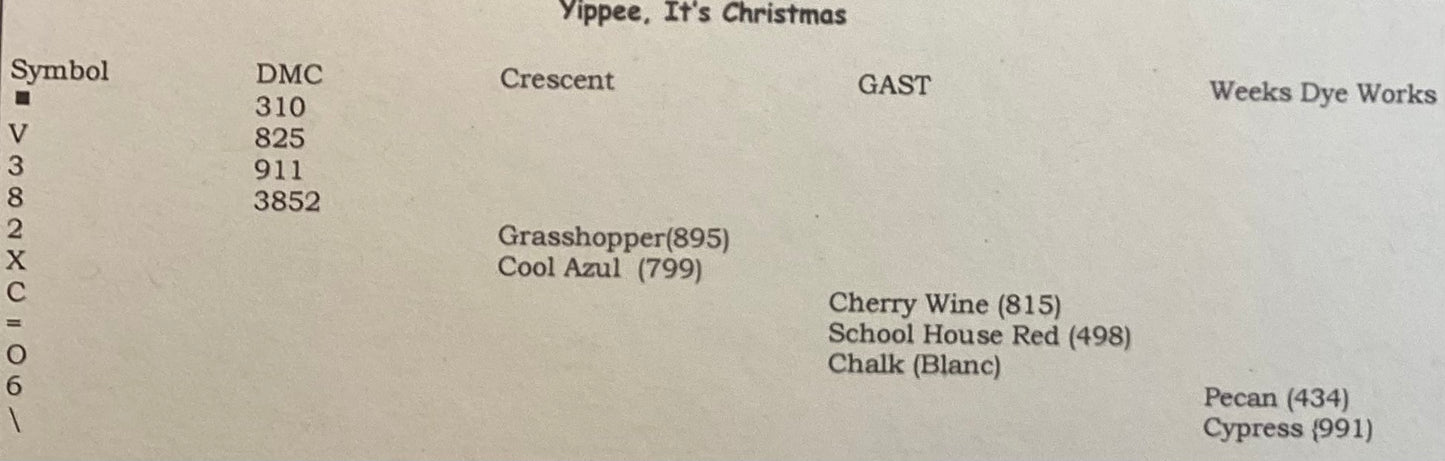 Yippee, It's Christmas
Symbol DMC Crescent GAST Weeks Dye Works
■ 310
V 825
3 911
8 3852
2 Grasshopper(895)
X Cool Azul (799)
C Cherry Wine (815)
= School House Red (498)
O Chalk (Blanc)
6 Pecan (434)
\ Cypress {991)